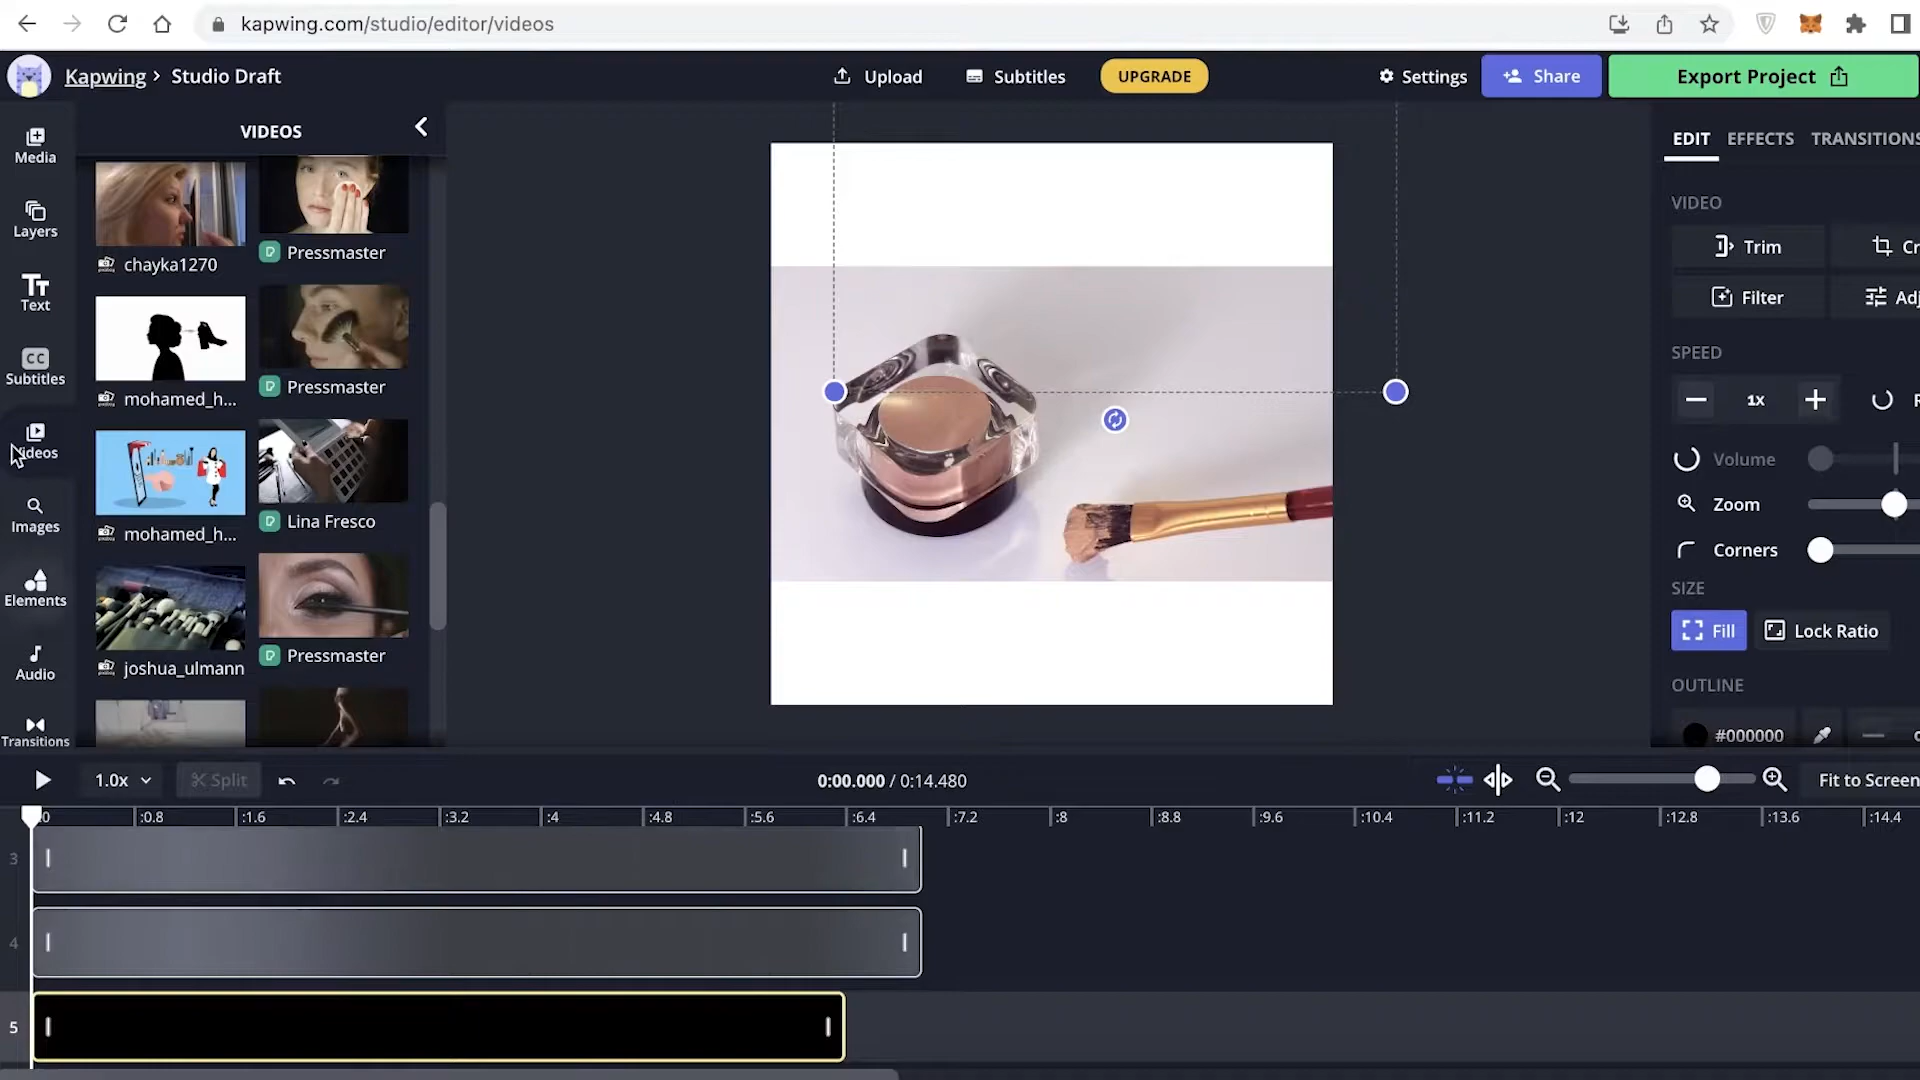 kapwing.com/studio/editor/videos
Kapwing › Studio Draft
Upload
Subtitles
UPGRADE
Settings
Share
Export Project
Media
Layers
Text
CC
Subtitles
Videos
Images
Elements
Audio
Transitions
VIDEOS
chayka1270
Pressmaster
mohamed_h...
Pressmaster
mohamed_h...
Lina Fresco
joshua_ulmann
Pressmaster
EDIT
EFFECTS
TRANSITIONS
VIDEO
Trim
Cr
Filter
Adj
SPEED
1x
R
Volume
Zoom
Corners
SIZE
Fill
Lock Ratio
OUTLINE
#000000
1.0x
Split
0:00.000 / 0:14.480
Fit to Screen
:0 :0.8 :1.6 :2.4 :3.2 :4 :4.8 :5.6 :6.4 :7.2 :8 :8.8 :9.6 :10.4 :11.2 :12 :12.8 :13.6 :14.4
3
4
5